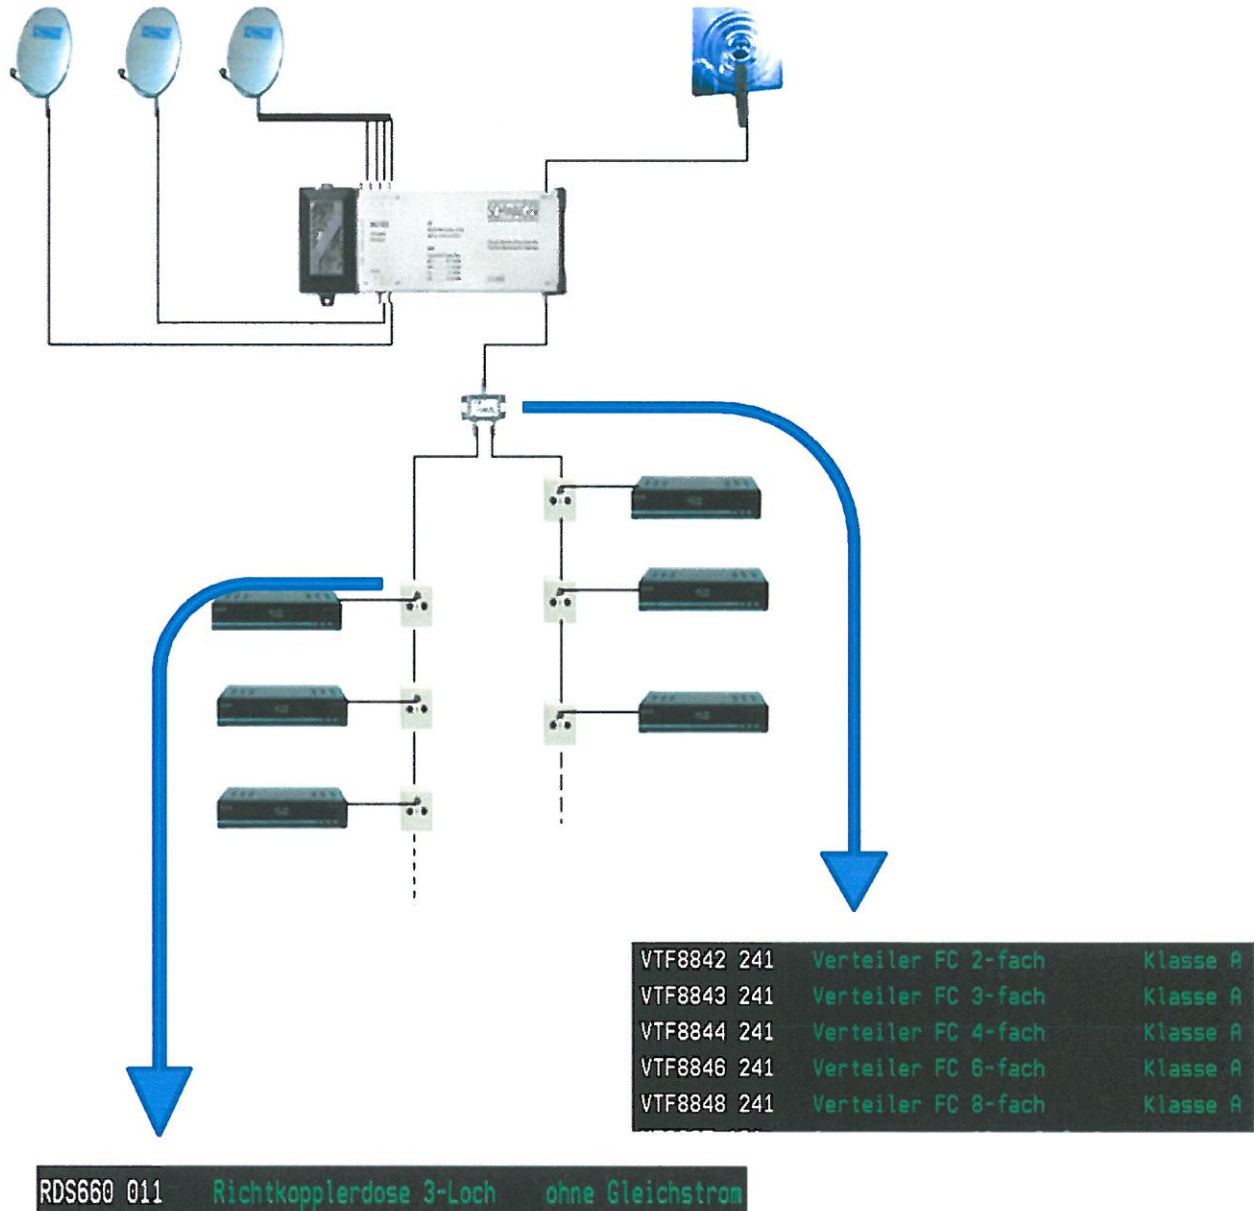 VTF8842 241 Verteiler FC 2-fach Klasse A
VTF8843 241 Verteiler FC 3-fach Klasse A
VTF8844 241 Verteiler FC 4-fach Klasse A
VTF8846 241 Verteiler FC 6-fach Klasse A
VTF8848 241 Verteiler FC 8-fach Klasse A
RDS660 011 Richtkopplerdose 3-Loch ohne Gleichstrom